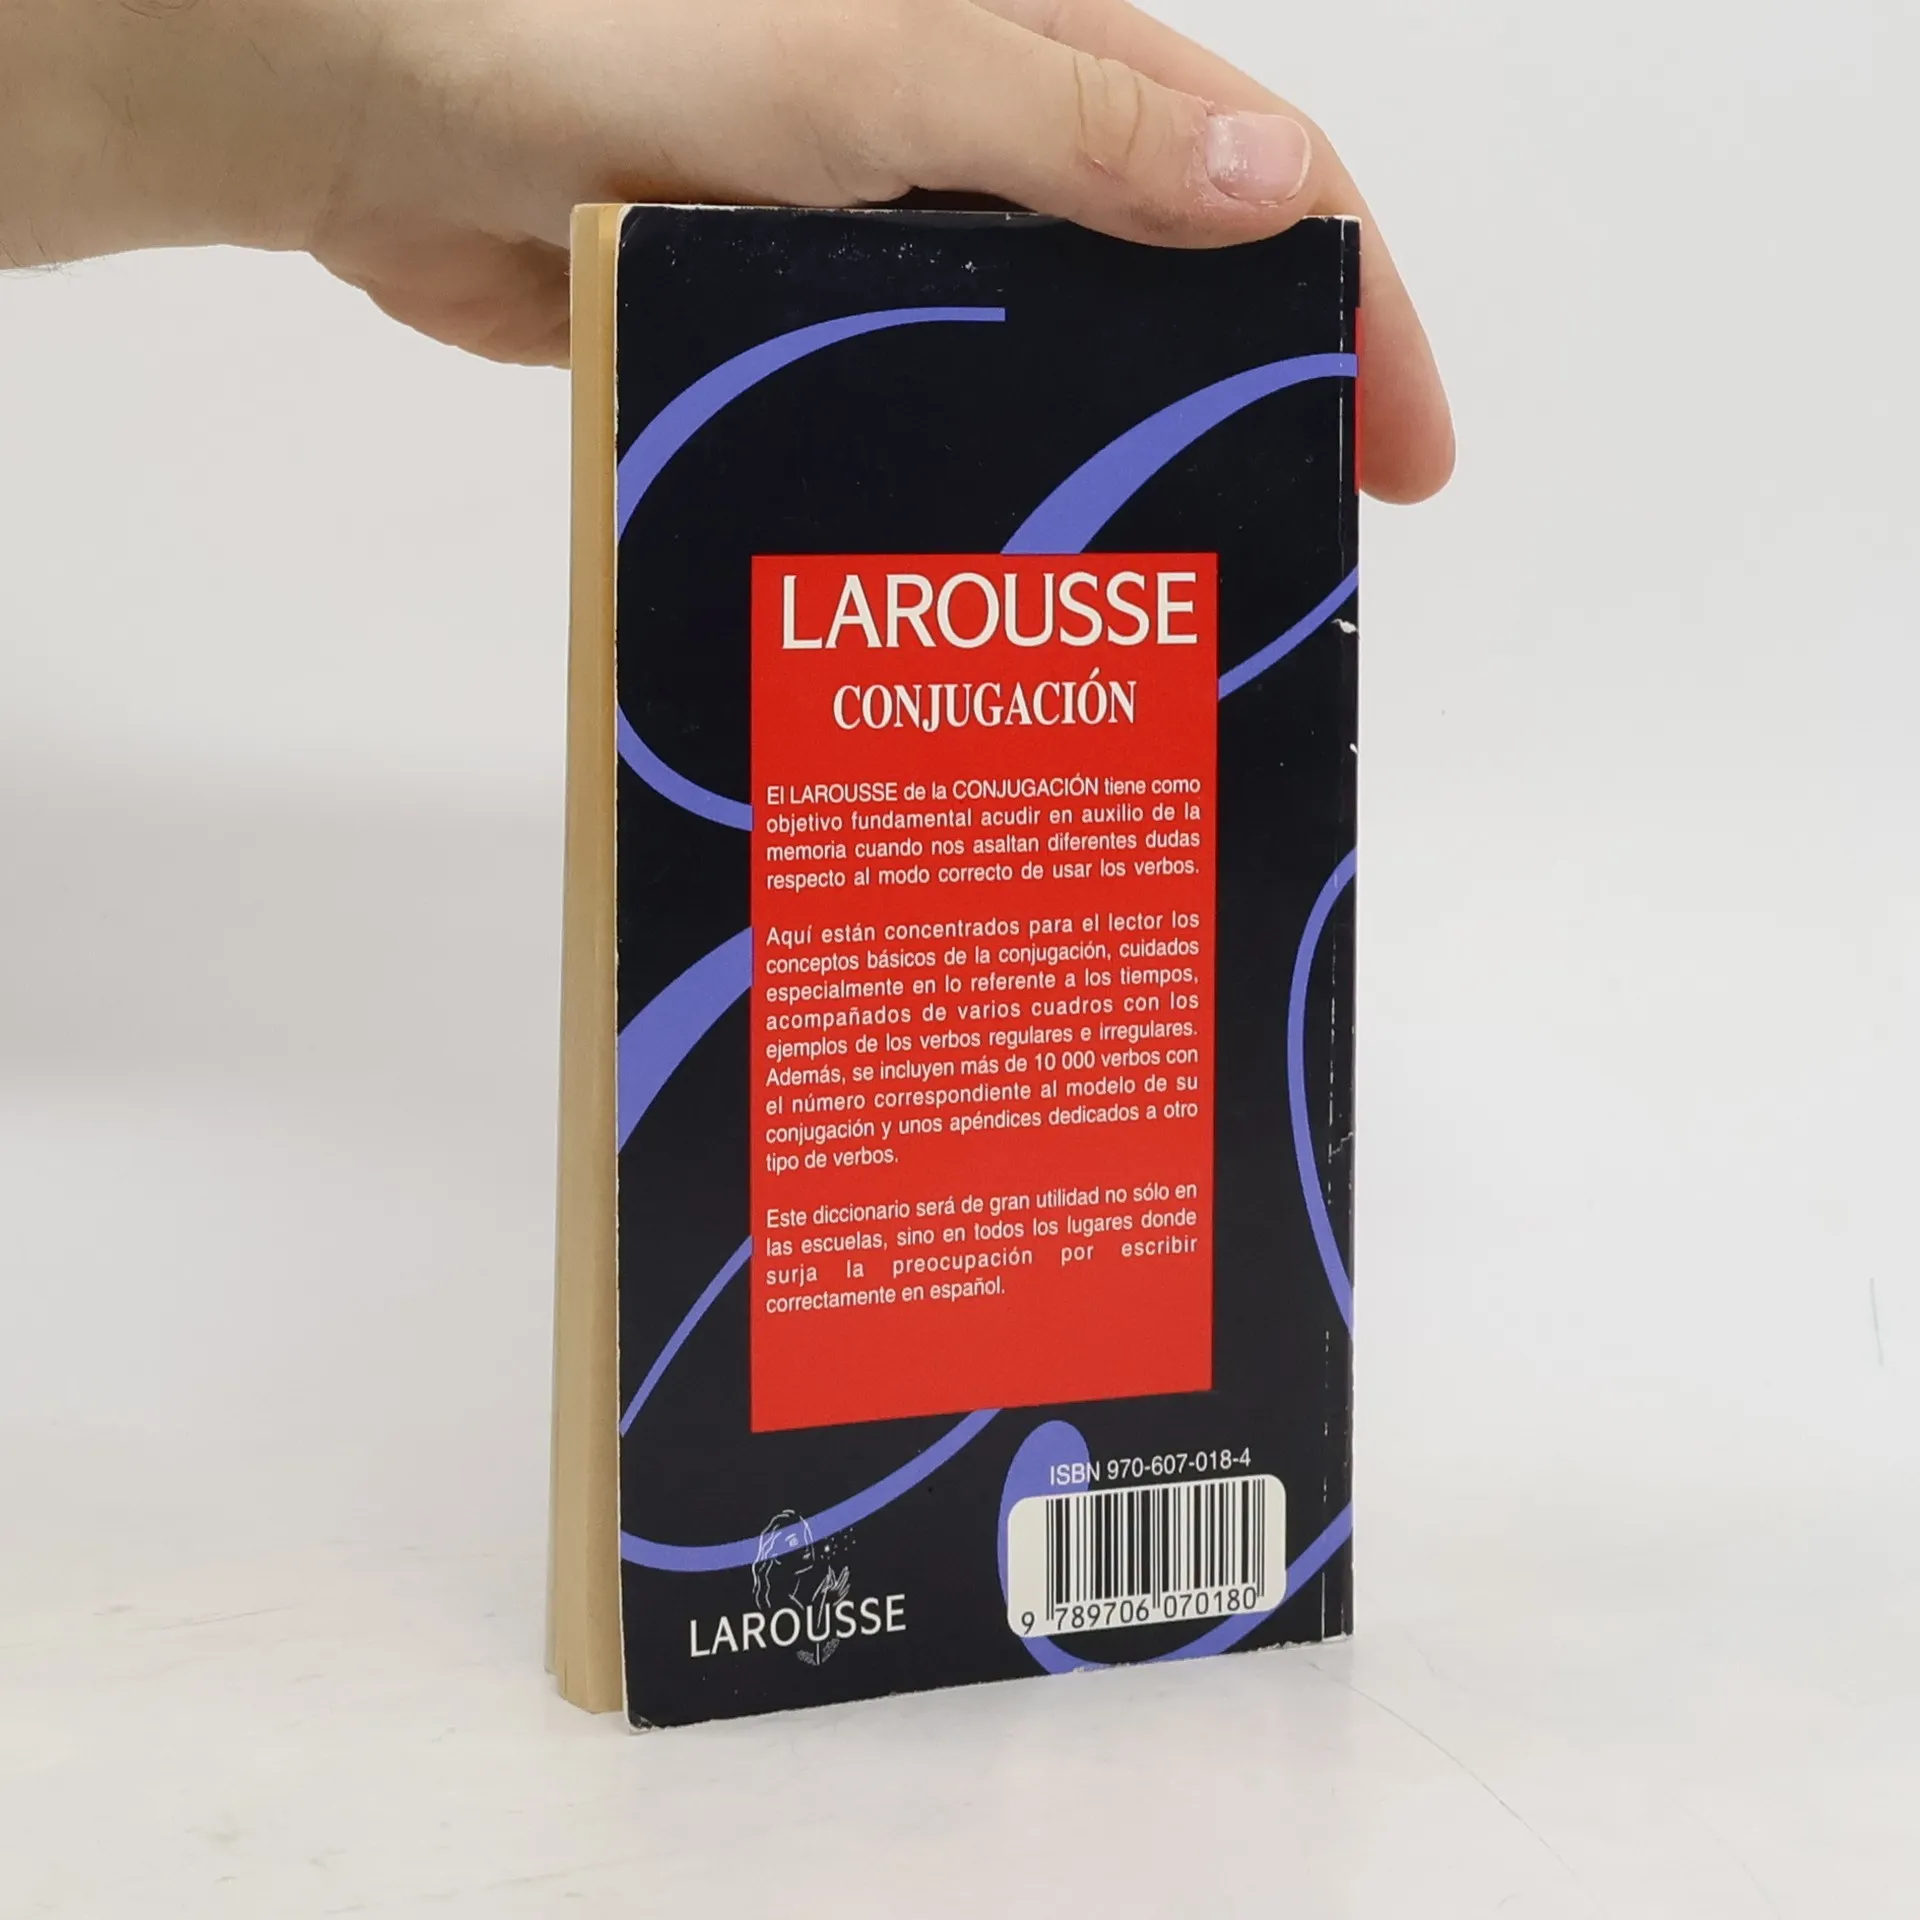 LAROUSSE
CONJUGACIÓN
El LAROUSSE de la CONJUGACIÓN tiene como
objetivo fundamental acudir en auxilio de la
memoria cuando nos asaltan diferentes dudas
respecto al modo correcto de usar los verbos.
Aquí están concentrados para el lector los
conceptos básicos de la conjugación, cuidados
especialmente en lo referente a los tiempos,
acompañados de varios cuadros con los
ejemplos de los verbos regulares e irregulares.
Además, se incluyen más de 10 000 verbos con
el número correspondiente al modelo de su
conjugación y unos apéndices dedicados a otro
tipo de verbos.
Este diccionario será de gran utilidad no sólo en
las escuelas, sino en todos los lugares donde
surja la preocupación por escribir
correctamente en español.
ISBN 970-607-018-4
9 789706 070180
LAROUSSE